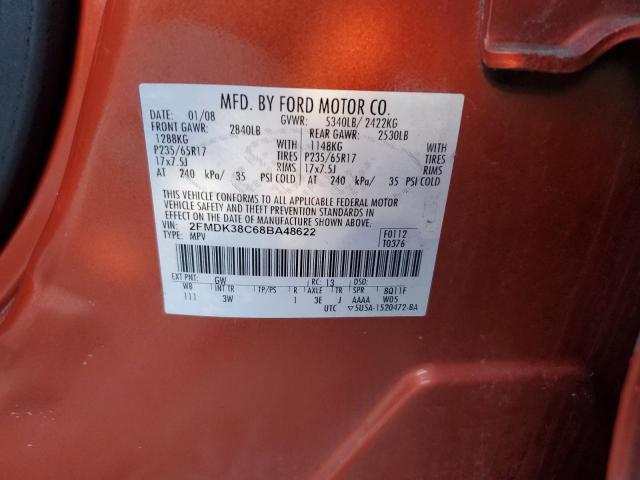 MFD. BY FORD MOTOR CO.
DATE: 01/08 GVWR: 5340LB/ 2422KG
FRONT GAWR: 2840LB REAR GAWR: 2530LB
1288KG WITH 1148KG WITH
P235/65R17 TIRES P235/65R17 TIRES
17x7.5J RIMS 17x7.5J RIMS
AT 240 kPa/ 35 PSI COLD AT 240 kPa/ 35 PSI COLD
THIS VEHICLE CONFORMS TO ALL APPLICABLE FEDERAL MOTOR
VEHICLE SAFETY AND THEFT PREVENTION STANDARDS IN
EFFECT ON THE DATE OF MANUFACTURE SHOWN ABOVE.
VIN: 2FMDK38C68BA48622 F0112
TYPE: MPV T0376
EXT PNT: GW RC: 13 DSO:
WB INT TR TP/PS R AXLE TR SPR 8Q11F
111 3W 1 3E J AAAA W05
UTC ▽5U5A-1520472-BA